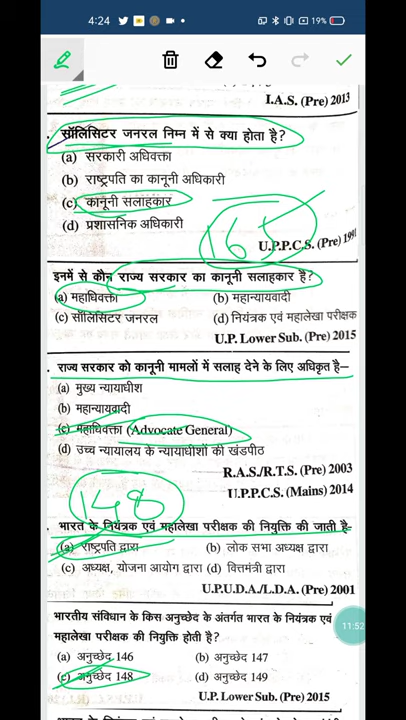 4:24
19%
I.A.S. (Pre) 2013
सॉलिसिटर जनरल निम्न में से क्या होता है?
(a) सरकारी अधिवक्ता
(b) राष्ट्रपति का कानूनी अधिकारी
(c) कानूनी सलाहकार
(d) प्रशासनिक अधिकारी
165
U.P.P.C.S. (Pre) 199
इनमें से कौन राज्य सरकार का कानूनी सलाहकार है?
(a) महाधिवक्ता (b) महान्यायवादी
(c) सॉलिसिटर जनरल (d) नियंत्रक एवं महालेखा परीक्षक
U.P. Lower Sub. (Pre) 2015
. राज्य सरकार को कानूनी मामलों में सलाह देने के लिए अधिकृत है–
(a) मुख्य न्यायाधीश
(b) महान्यायवादी
(c) महाधिवक्ता (Advocate General)
(d) उच्च न्यायालय के न्यायाधीशों की खंडपीठ
R.A.S./R.T.S. (Pre) 2003
148
U.P.P.C.S. (Mains) 2014
. भारत के नियंत्रक एवं महालेखा परीक्षक की नियुक्ति की जाती है-
(a) राष्ट्रपति द्वारा (b) लोक सभा अध्यक्ष द्वारा
(c) अध्यक्ष, योजना आयोग द्वारा (d) वित्तमंत्री द्वारा
U.P.U.D.A./L.D.A. (Pre) 2001
11:52
भारतीय संविधान के किस अनुच्छेद के अंतर्गत भारत के नियंत्रक एवं
महालेखा परीक्षक की नियुक्ति होती है?
(a) अनुच्छेद 146 (b) अनुच्छेद 147
(c) अनुच्छेद 148 (d) अनुच्छेद 149
U.P. Lower Sub. (Pre) 2015